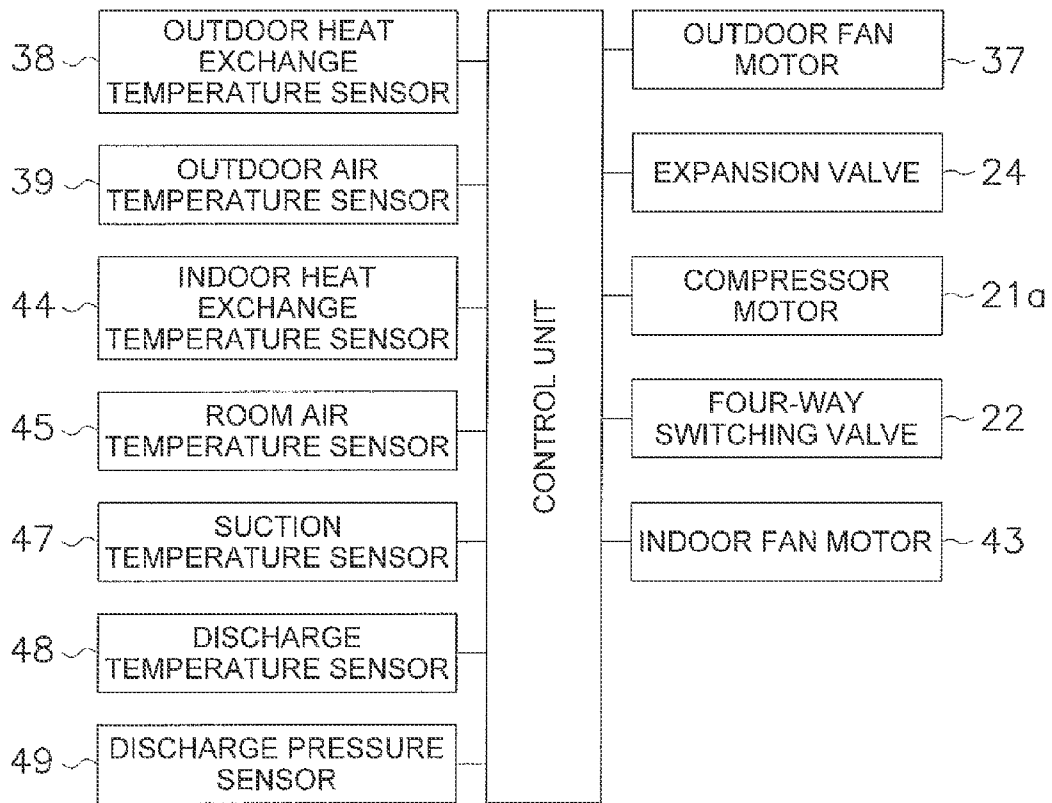 38
OUTDOOR HEAT
EXCHANGE
TEMPERATURE SENSOR
39
OUTDOOR AIR
TEMPERATURE SENSOR
44
INDOOR HEAT
EXCHANGE
TEMPERATURE SENSOR
45
ROOM AIR
TEMPERATURE SENSOR
47
SUCTION
TEMPERATURE SENSOR
48
DISCHARGE
TEMPERATURE SENSOR
49
DISCHARGE PRESSURE
SENSOR
CONTROL UNIT
OUTDOOR FAN
MOTOR
37
EXPANSION VALVE
24
COMPRESSOR
MOTOR
21a
FOUR-WAY
SWITCHING VALVE
22
INDOOR FAN MOTOR
43